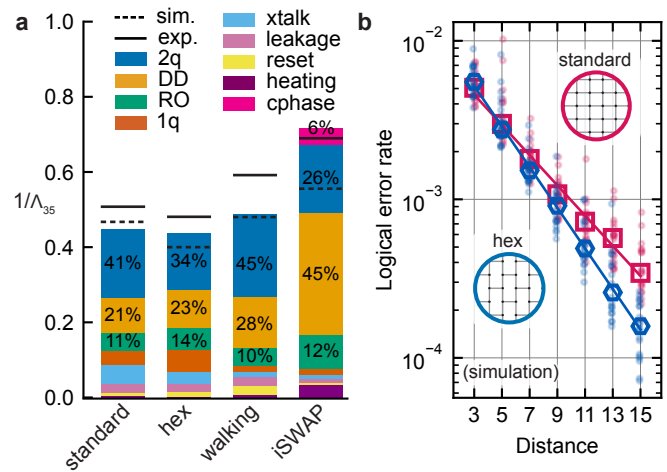 a
sim.
exp.
2q
DD
RO
1q
xtalk
leakage
reset
heating
cphase
1.0
0.8
0.6
1/Λ35
0.4
0.2
0.0
41%
21%
11%
34%
23%
14%
45%
28%
10%
6%
26%
45%
12%
standard
hex
walking
iSWAP
b
Logical error rate
10−2
10−3
10−4
standard
hex
(simulation)
3 5 7 9 11 13 15
Distance